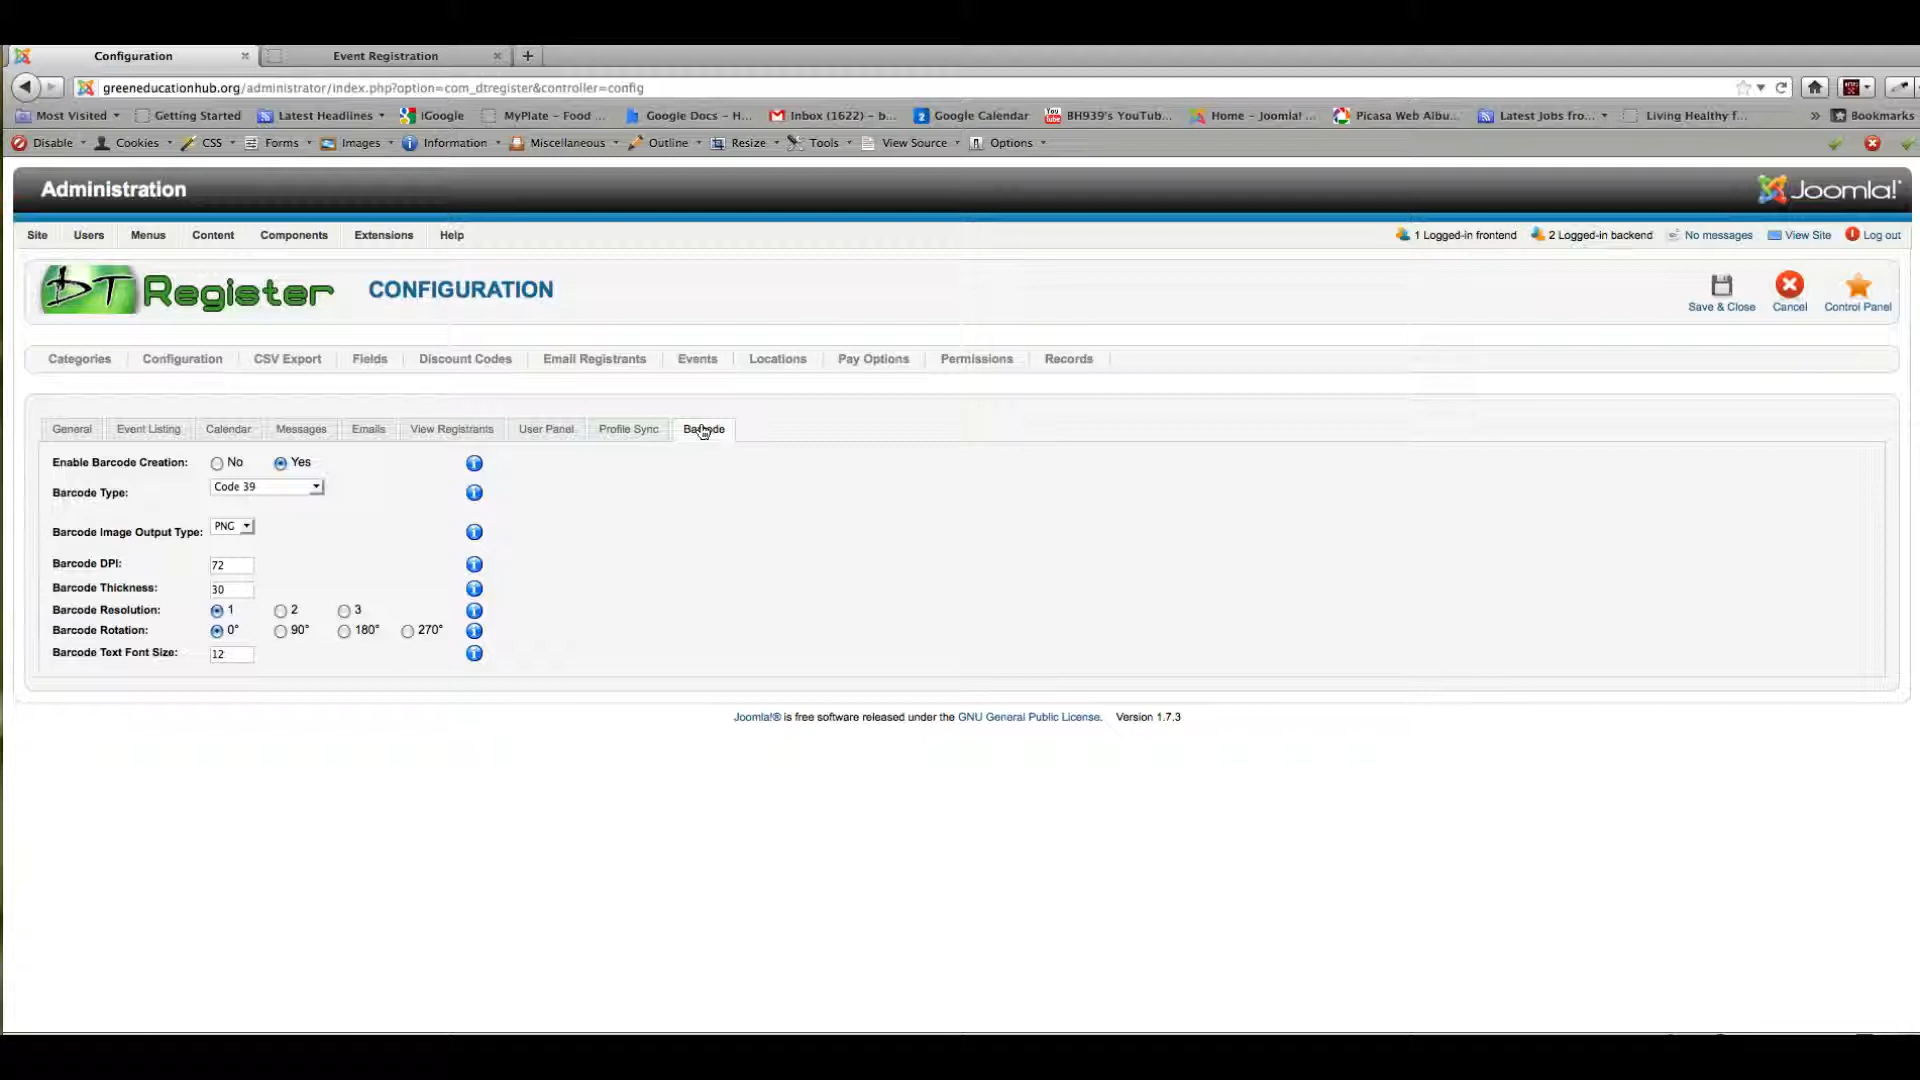 Configuration Event Registration
greeneducationhub.org/administrator/index.php?option=com_dtregister&controller=config
Most Visited Getting Started Latest Headlines iGoogle MyPlate – Food ... Google Docs – H... Inbox (1622) – b... 2 Google Calendar You Tube BH939's YouTub... Home – Joomla! ... Picasa Web Albu... Latest Jobs fro... Living Healthy f... » Bookmarks
Disable Cookies CSS Forms Images Information Miscellaneous Outline Resize Tools View Source Options
Administration Joomla!®
Site Users Menus Content Components Extensions Help 1 Logged-in frontend 2 Logged-in backend No messages View Site Log out
DT Register CONFIGURATION Save & Close Cancel Control Panel
Categories Configuration CSV Export Fields Discount Codes Email Registrants Events Locations Pay Options Permissions Records
General Event Listing Calendar Messages Emails View Registrants User Panel Profile Sync Barcode
Enable Barcode Creation: No Yes
Barcode Type: Code 39
Barcode Image Output Type: PNG
Barcode DPI: 72
Barcode Thickness: 30
Barcode Resolution: 1 2 3
Barcode Rotation: 0° 90° 180° 270°
Barcode Text Font Size: 12
Joomla!® is free software released under the GNU General Public License. Version 1.7.3